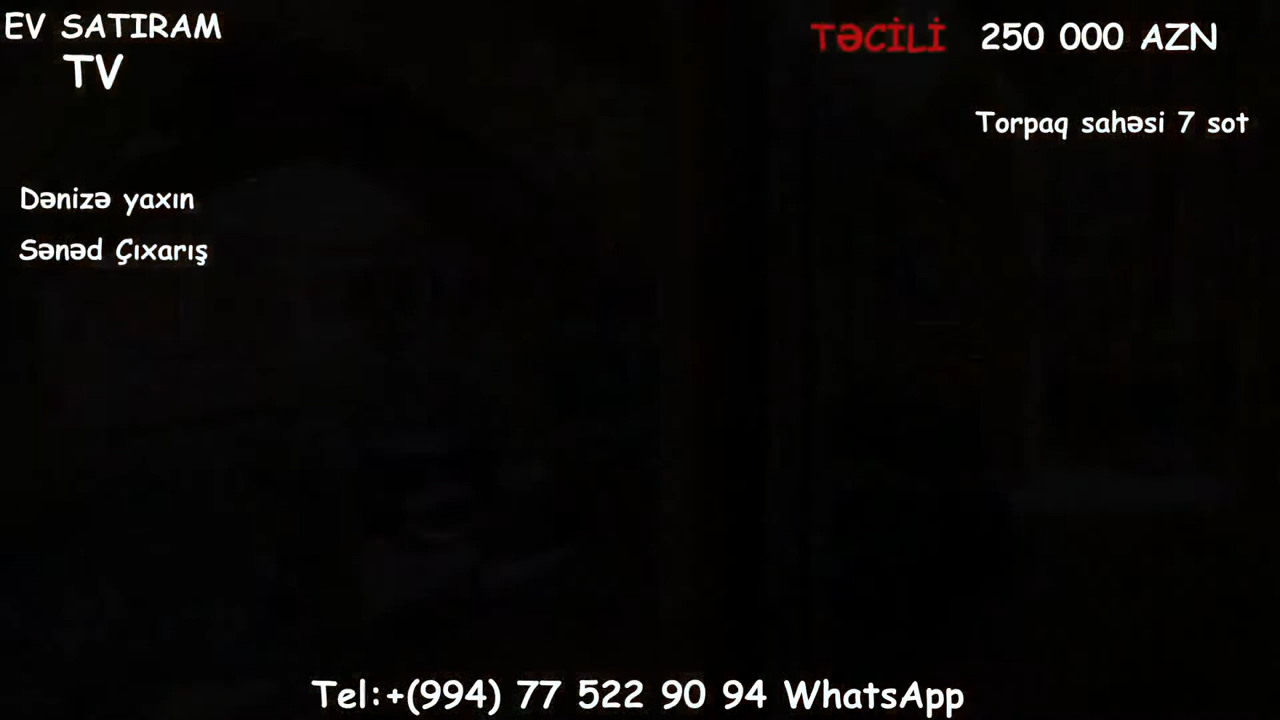 EV SATIRAM
TV
TƏCİLİ 250 000 AZN
Torpaq sahəsi 7 sot
Dənizə yaxın
Sənəd Çıxarış
Tel:+(994) 77 522 90 94 WhatsApp